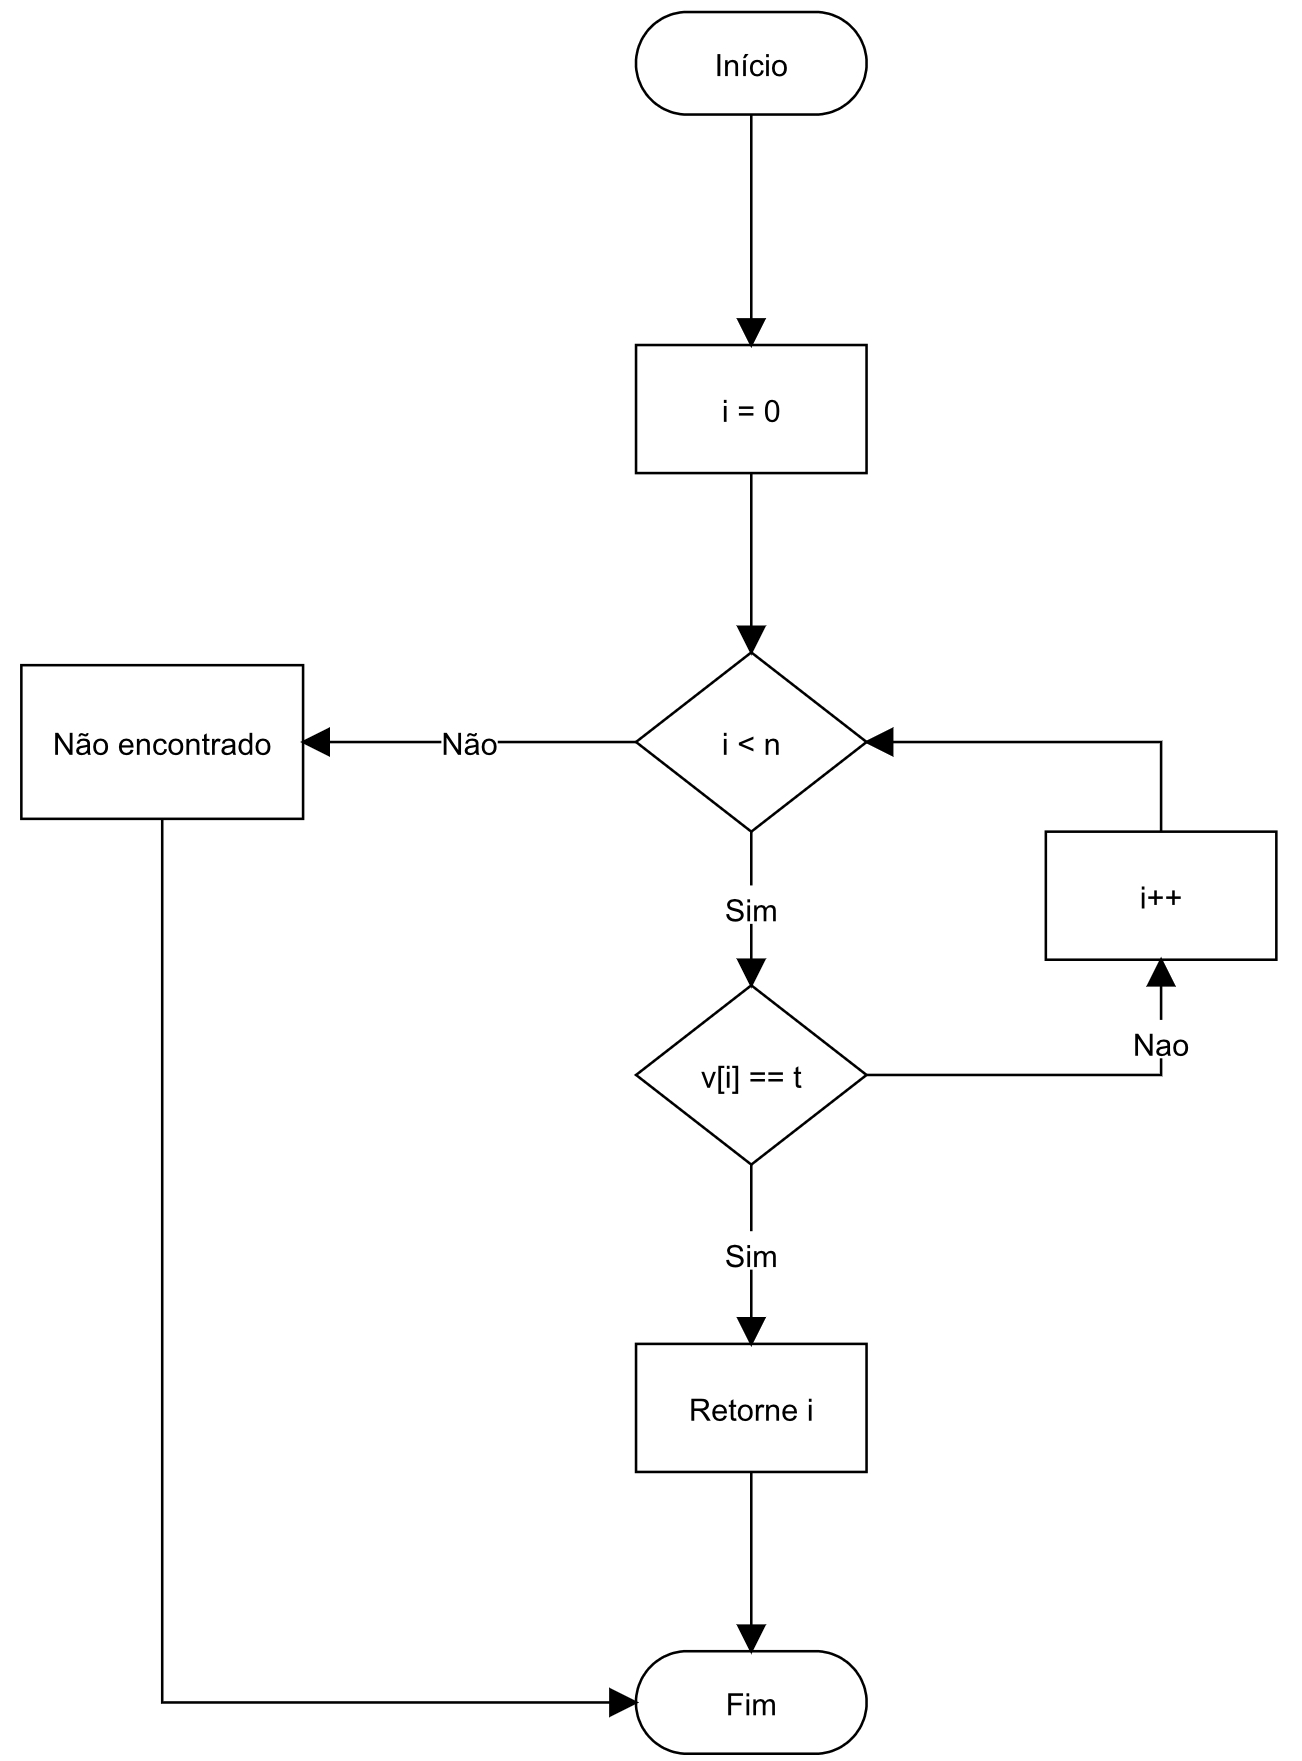 Início
i = 0
i < n
Não
Não encontrado
Sim
i++
v[i] == t
Nao
Sim
Retorne i
Fim